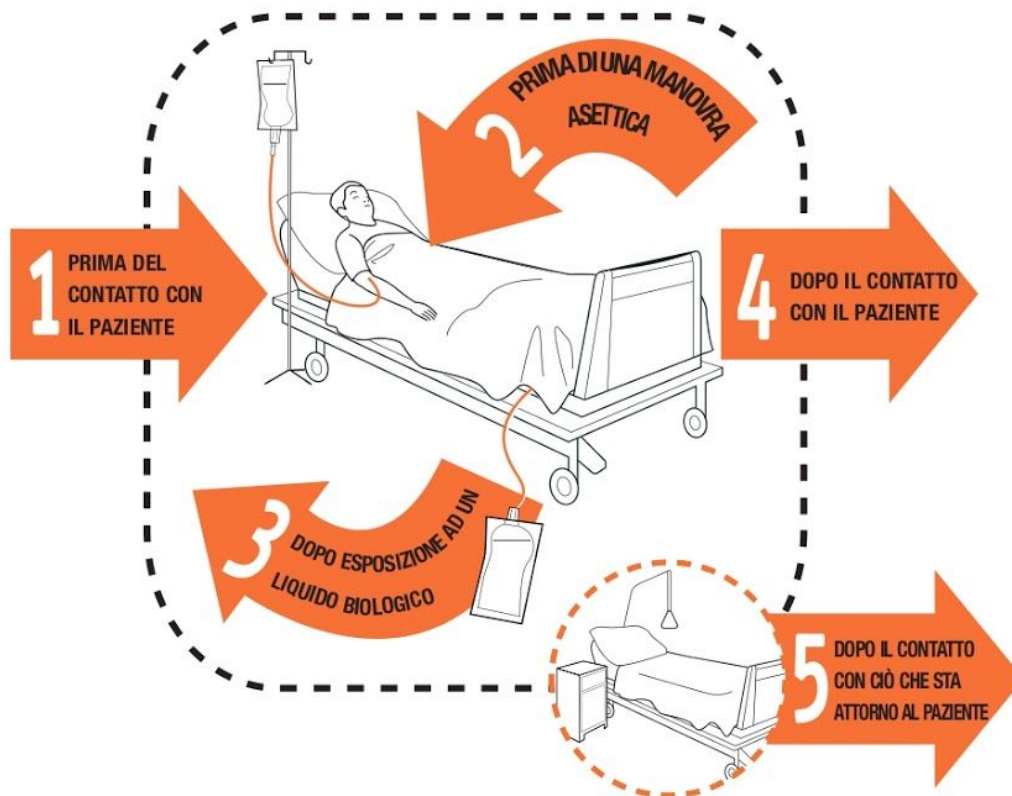 1
PRIMA DEL
CONTATTO CON
IL PAZIENTE
2
PRIMA DI UNA MANOVRA
ASETTICA
3
DOPO ESPOSIZIONE AD UN
LIQUIDO BIOLOGICO
4
DOPO IL CONTATTO
CON IL PAZIENTE
5
DOPO IL CONTATTO
CON CIÒ CHE STA
ATTORNO AL PAZIENTE